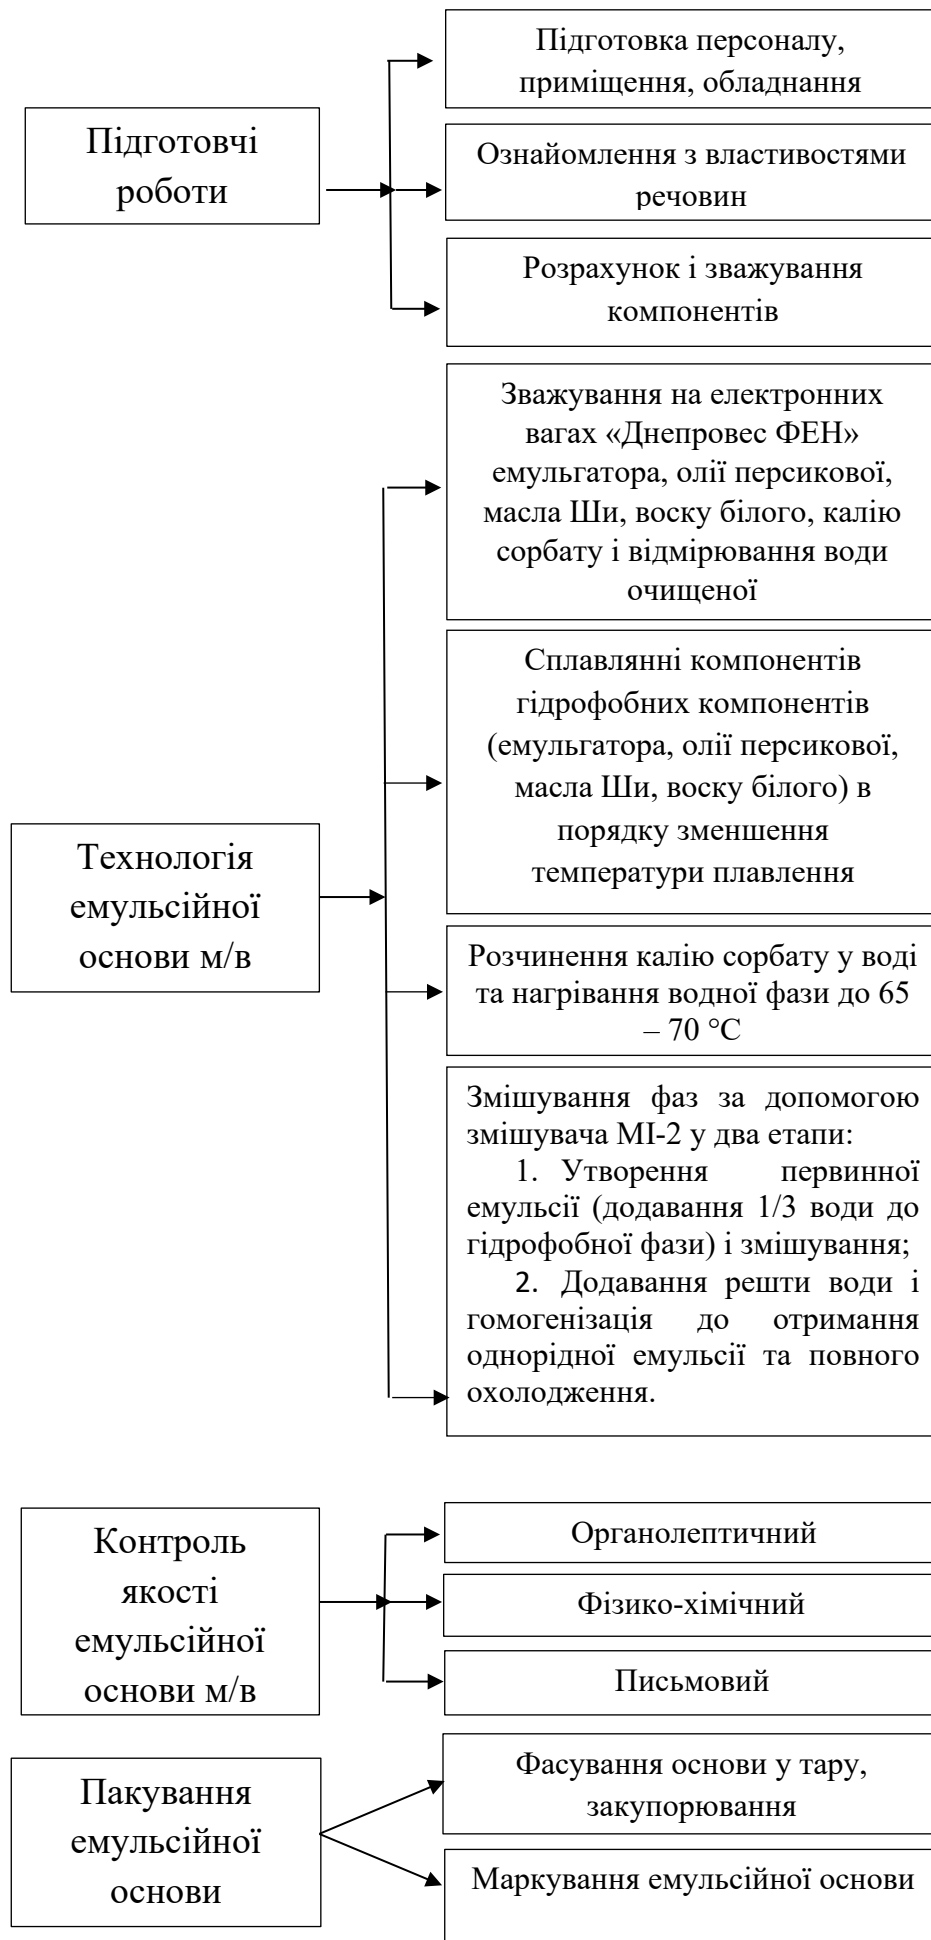 Підготовчі
роботи
Підготовка персоналу,
приміщення, обладнання
Ознайомлення з властивостями
речовин
Розрахунок і зважування
компонентів
Технологія
емульсійної
основи м/в
Зважування на електронних
вагах «Днепровес ФЕН»
емульгатора, олії персикової,
масла Ши, воску білого, калію
сорбату і відмірювання води
очищеної
Сплавлянні компонентів
гідрофобних компонентів
(емульгатора, олії персикової,
масла Ши, воску білого) в
порядку зменшення
температури плавлення
Розчинення калію сорбату у воді
та нагрівання водної фази до 65
– 70 °С
Змішування фаз за допомогою
змішувача МІ-2 у два етапи:
1. Утворення первинної
емульсії (додавання 1/3 води до
гідрофобної фази) і змішування;
2. Додавання решти води і
гомогенізація до отримання
однорідної емульсії та повного
охолодження.
Контроль
якості
емульсійної
основи м/в
Органолептичний
Фізико-хімічний
Письмовий
Пакування
емульсійної
основи
Фасування основи у тару,
закупорювання
Маркування емульсійної основи